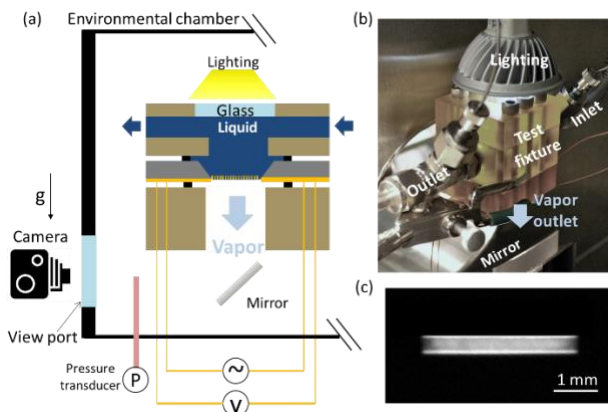 (a)
Environmental chamber
Lighting
Glass
Liquid
g
Camera
Vapor
View port
Mirror
Pressure
transducer
P
~
V
(b)
Lighting
Inlet
Test
fixture
Outlet
Vapor
outlet
Mirror
(c)
1 mm